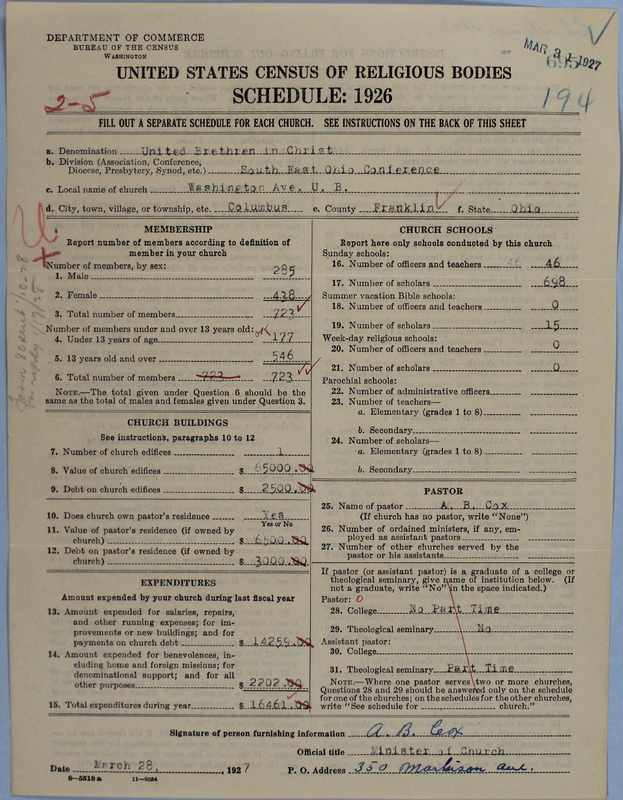 DEPARTMENT OF COMMERCE
BUREAU OF THE CENSUS
WASHINGTON
MAR 31 1927
UNITED STATES CENSUS OF RELIGIOUS BODIES
SCHEDULE: 1926
2-5
194
FILL OUT A SEPARATE SCHEDULE FOR EACH CHURCH. SEE INSTRUCTIONS ON THE BACK OF THIS SHEET
a. Denomination United Brethren in Christ
b. Division (Association, Conference, Diocese, Presbytery, Synod, etc.) South East Ohio Conference
c. Local name of church Washington Ave. U. B.
d. City, town, village, or township, etc. Columbus e. County Franklin f. State Ohio
MEMBERSHIP
Report number of members according to definition of member in your church
Number of members, by sex:
1. Male 285
2. Female 438
3. Total number of members 723
Number of members under and over 13 years old:
4. Under 13 years of age OK 177
5. 13 years old and over 546
6. Total number of members 723 723
NOTE.—The total given under Question 6 should be the same as the total of males and females given under Question 3.
CHURCH BUILDINGS
See instructions, paragraphs 10 to 12
7. Number of church edifices 1
8. Value of church edifices $ 65000.00
9. Debt on church edifices $ 2500.00
10. Does church own pastor's residence Yes
Yes or No
11. Value of pastor's residence (if owned by church) $ 6500.00
12. Debt on pastor's residence (if owned by church) $ 3000.00
EXPENDITURES
Amount expended by your church during last fiscal year
13. Amount expended for salaries, repairs, and other running expenses; for improvements or new buildings; and for payments on church debt $ 14259.00
14. Amount expended for benevolences, including home and foreign missions; for denominational support; and for all other purposes $ 2202.00
15. Total expenditures during year $ 16461.00
CHURCH SCHOOLS
Report here only schools conducted by this church
Sunday schools:
16. Number of officers and teachers 46
17. Number of scholars 698
Summer vacation Bible schools:
18. Number of officers and teachers 0
19. Number of scholars 15
Week-day religious schools:
20. Number of officers and teachers 0
21. Number of scholars 0
Parochial schools:
22. Number of administrative officers
23. Number of teachers—
a. Elementary (grades 1 to 8)
b. Secondary
24. Number of scholars—
a. Elementary (grades 1 to 8)
b. Secondary
PASTOR
25. Name of pastor A. B. Cox
(If church has no pastor, write "None")
26. Number of ordained ministers, if any, employed as assistant pastors
27. Number of other churches served by the pastor or his assistants
If pastor (or assistant pastor) is a graduate of a college or theological seminary, give name of institution below. (If not a graduate, write "No" in the space indicated.)
Pastor: 0
28. College No Part Time
29. Theological seminary No
Assistant pastor:
30. College
31. Theological seminary Part Time
NOTE.—Where one pastor serves two or more churches, Questions 28 and 29 should be answered only on the schedule for one of the churches; on the schedules for the other churches, write "See schedule for church."
Signature of person furnishing information A. B. Cox
Official title Minister of Church
Date March 28, 1927 P. O. Address 350 Morrison ave.
8—5518 a 11—9084